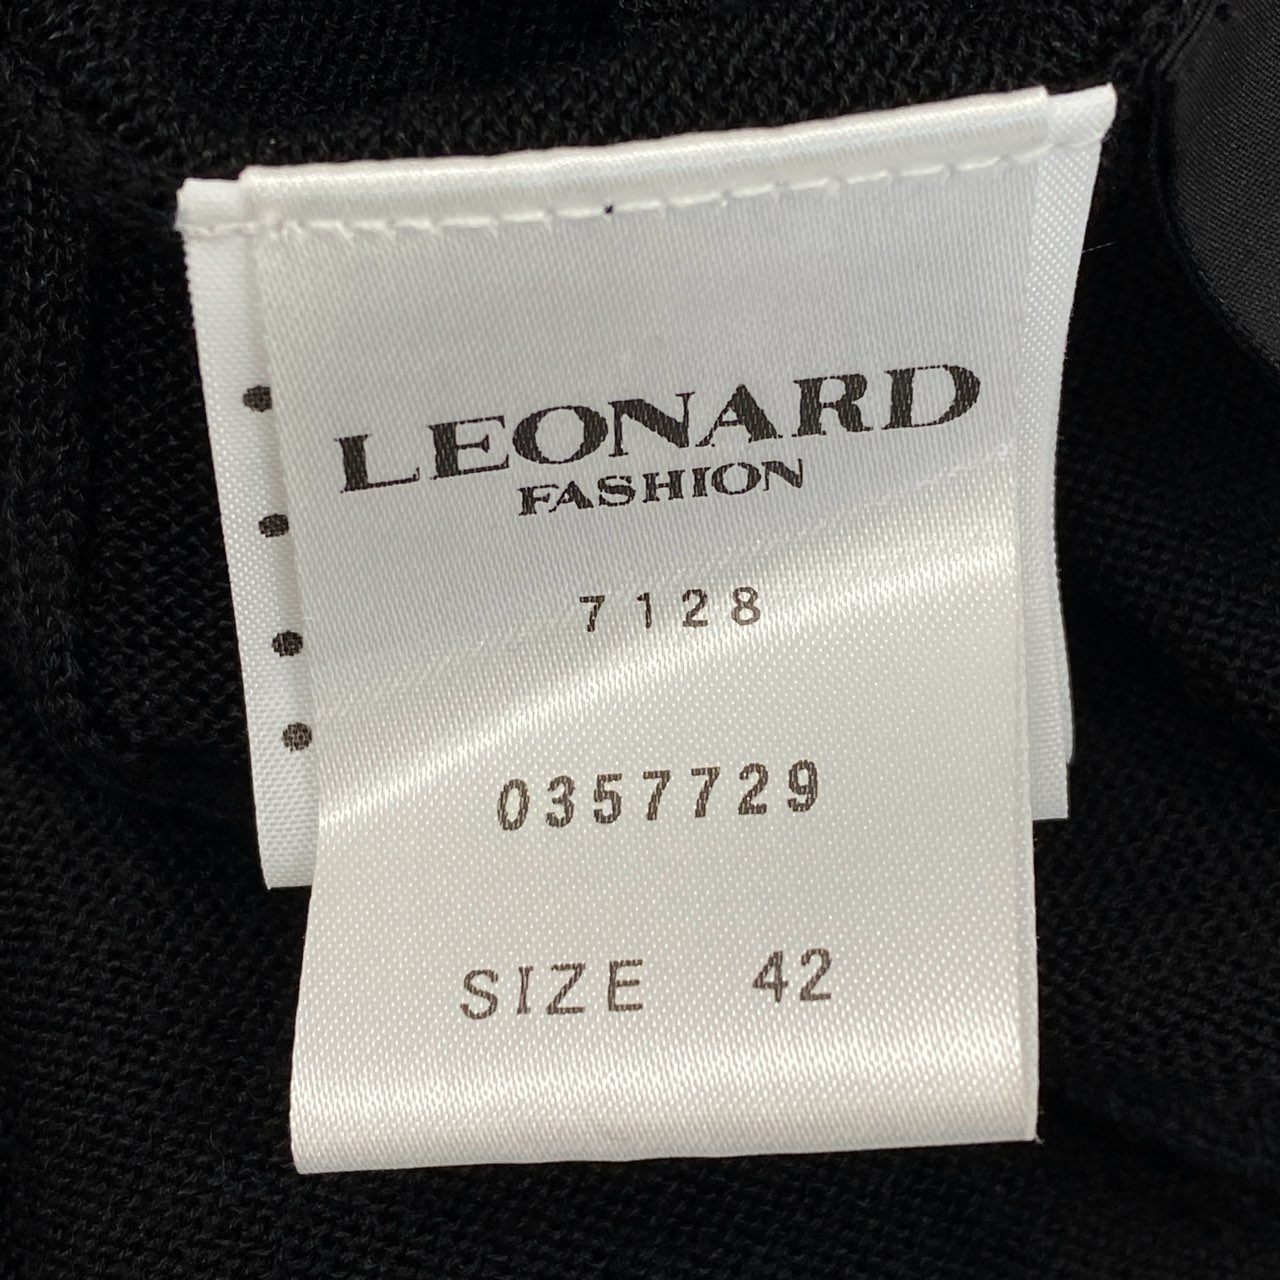 LEONARD
FASHION
7128
0357729
SIZE 42